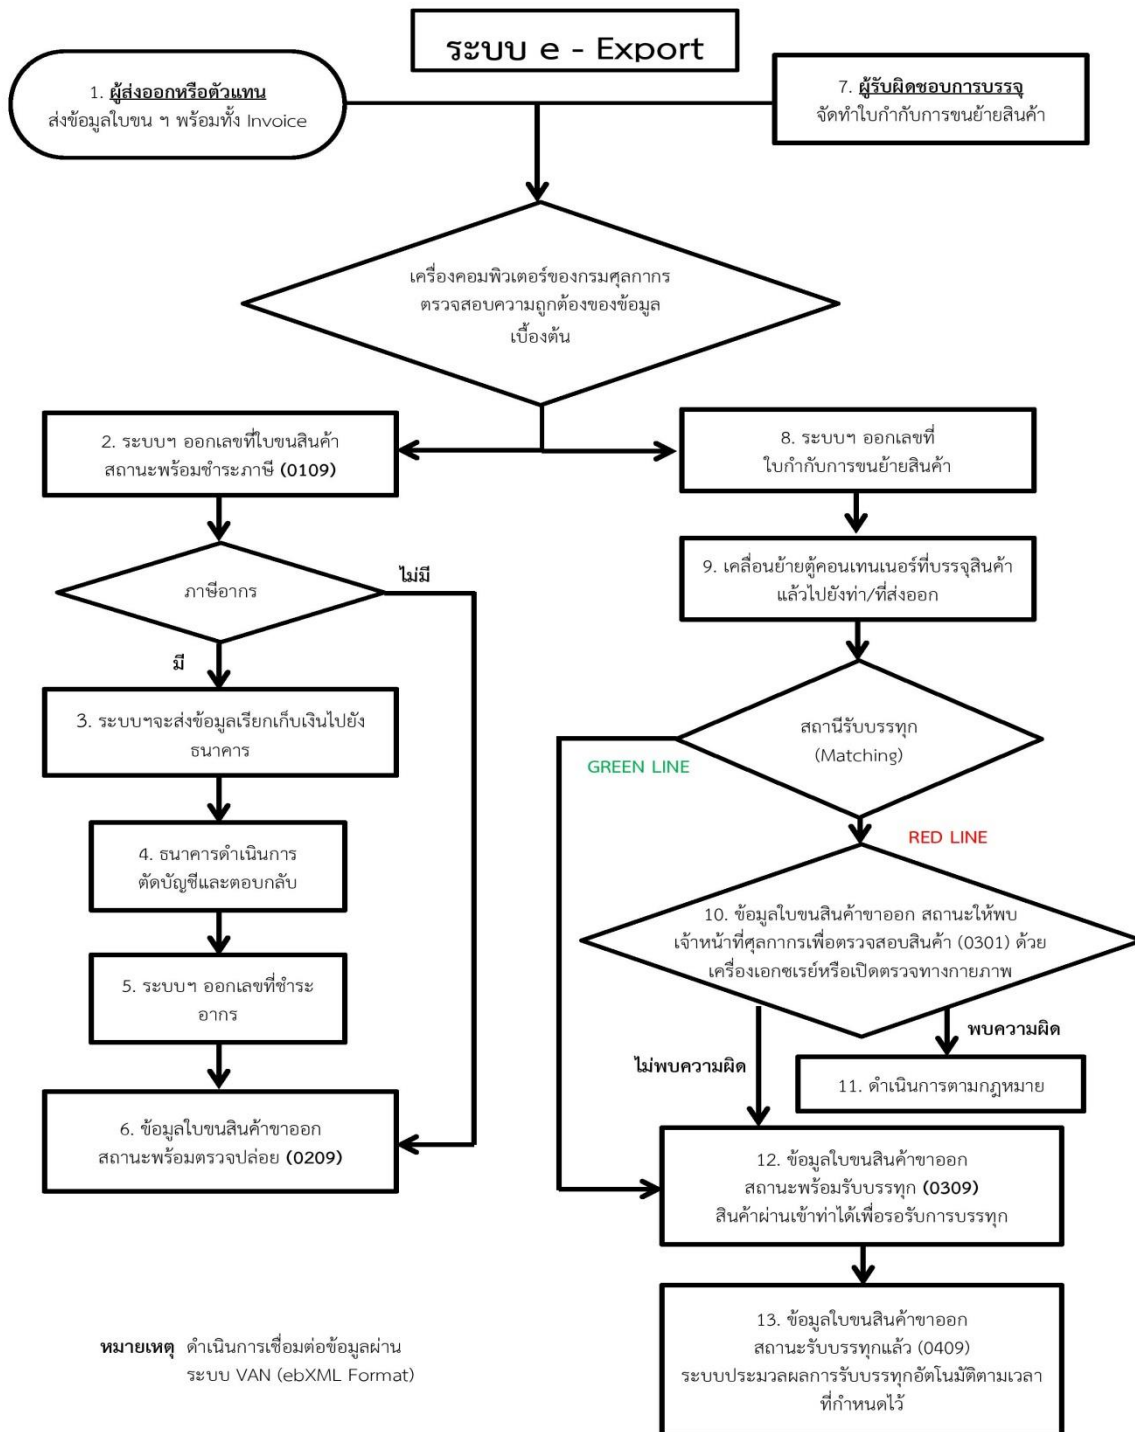 ระบบ e - Export
1. ผู้ส่งออกหรือตัวแทน
ส่งข้อมูลใบขน ฯ พร้อมทั้ง Invoice
7. ผู้รับผิดชอบการบรรจุ
จัดทำใบกำกับการขนย้ายสินค้า
เครื่องคอมพิวเตอร์ของกรมศุลกากร
ตรวจสอบความถูกต้องของข้อมูล
เบื้องต้น
2. ระบบฯ ออกเลขที่ใบขนสินค้า
สถานะพร้อมชำระภาษี (0109)
ภาษีอากร
ไม่มี
มี
3. ระบบฯจะส่งข้อมูลเรียกเก็บเงินไปยัง
ธนาคาร
4. ธนาคารดำเนินการ
ตัดบัญชีและตอบกลับ
5. ระบบฯ ออกเลขที่ชำระ
อากร
6. ข้อมูลใบขนสินค้าขาออก
สถานะพร้อมตรวจปล่อย (0209)
8. ระบบฯ ออกเลขที่
ใบกำกับการขนย้ายสินค้า
9. เคลื่อนย้ายตู้คอนเทนเนอร์ที่บรรจุสินค้า
แล้วไปยังท่า/ที่ส่งออก
สถานีรับบรรทุก
(Matching)
GREEN LINE
RED LINE
10. ข้อมูลใบขนสินค้าขาออก สถานะให้พบ
เจ้าหน้าที่ศุลกากรเพื่อตรวจสอบสินค้า (0301) ด้วย
เครื่องเอกซเรย์หรือเปิดตรวจทางกายภาพ
พบความผิด
ไม่พบความผิด
11. ดำเนินการตามกฎหมาย
12. ข้อมูลใบขนสินค้าขาออก
สถานะพร้อมรับบรรทุก (0309)
สินค้าผ่านเข้าท่าได้เพื่อรอรับการบรรทุก
13. ข้อมูลใบขนสินค้าขาออก
สถานะรับบรรทุกแล้ว (0409)
ระบบประมวลผลการรับบรรทุกอัตโนมัติตามเวลา
ที่กำหนดไว้
หมายเหตุ ดำเนินการเชื่อมต่อข้อมูลผ่าน
ระบบ VAN (ebXML Format)